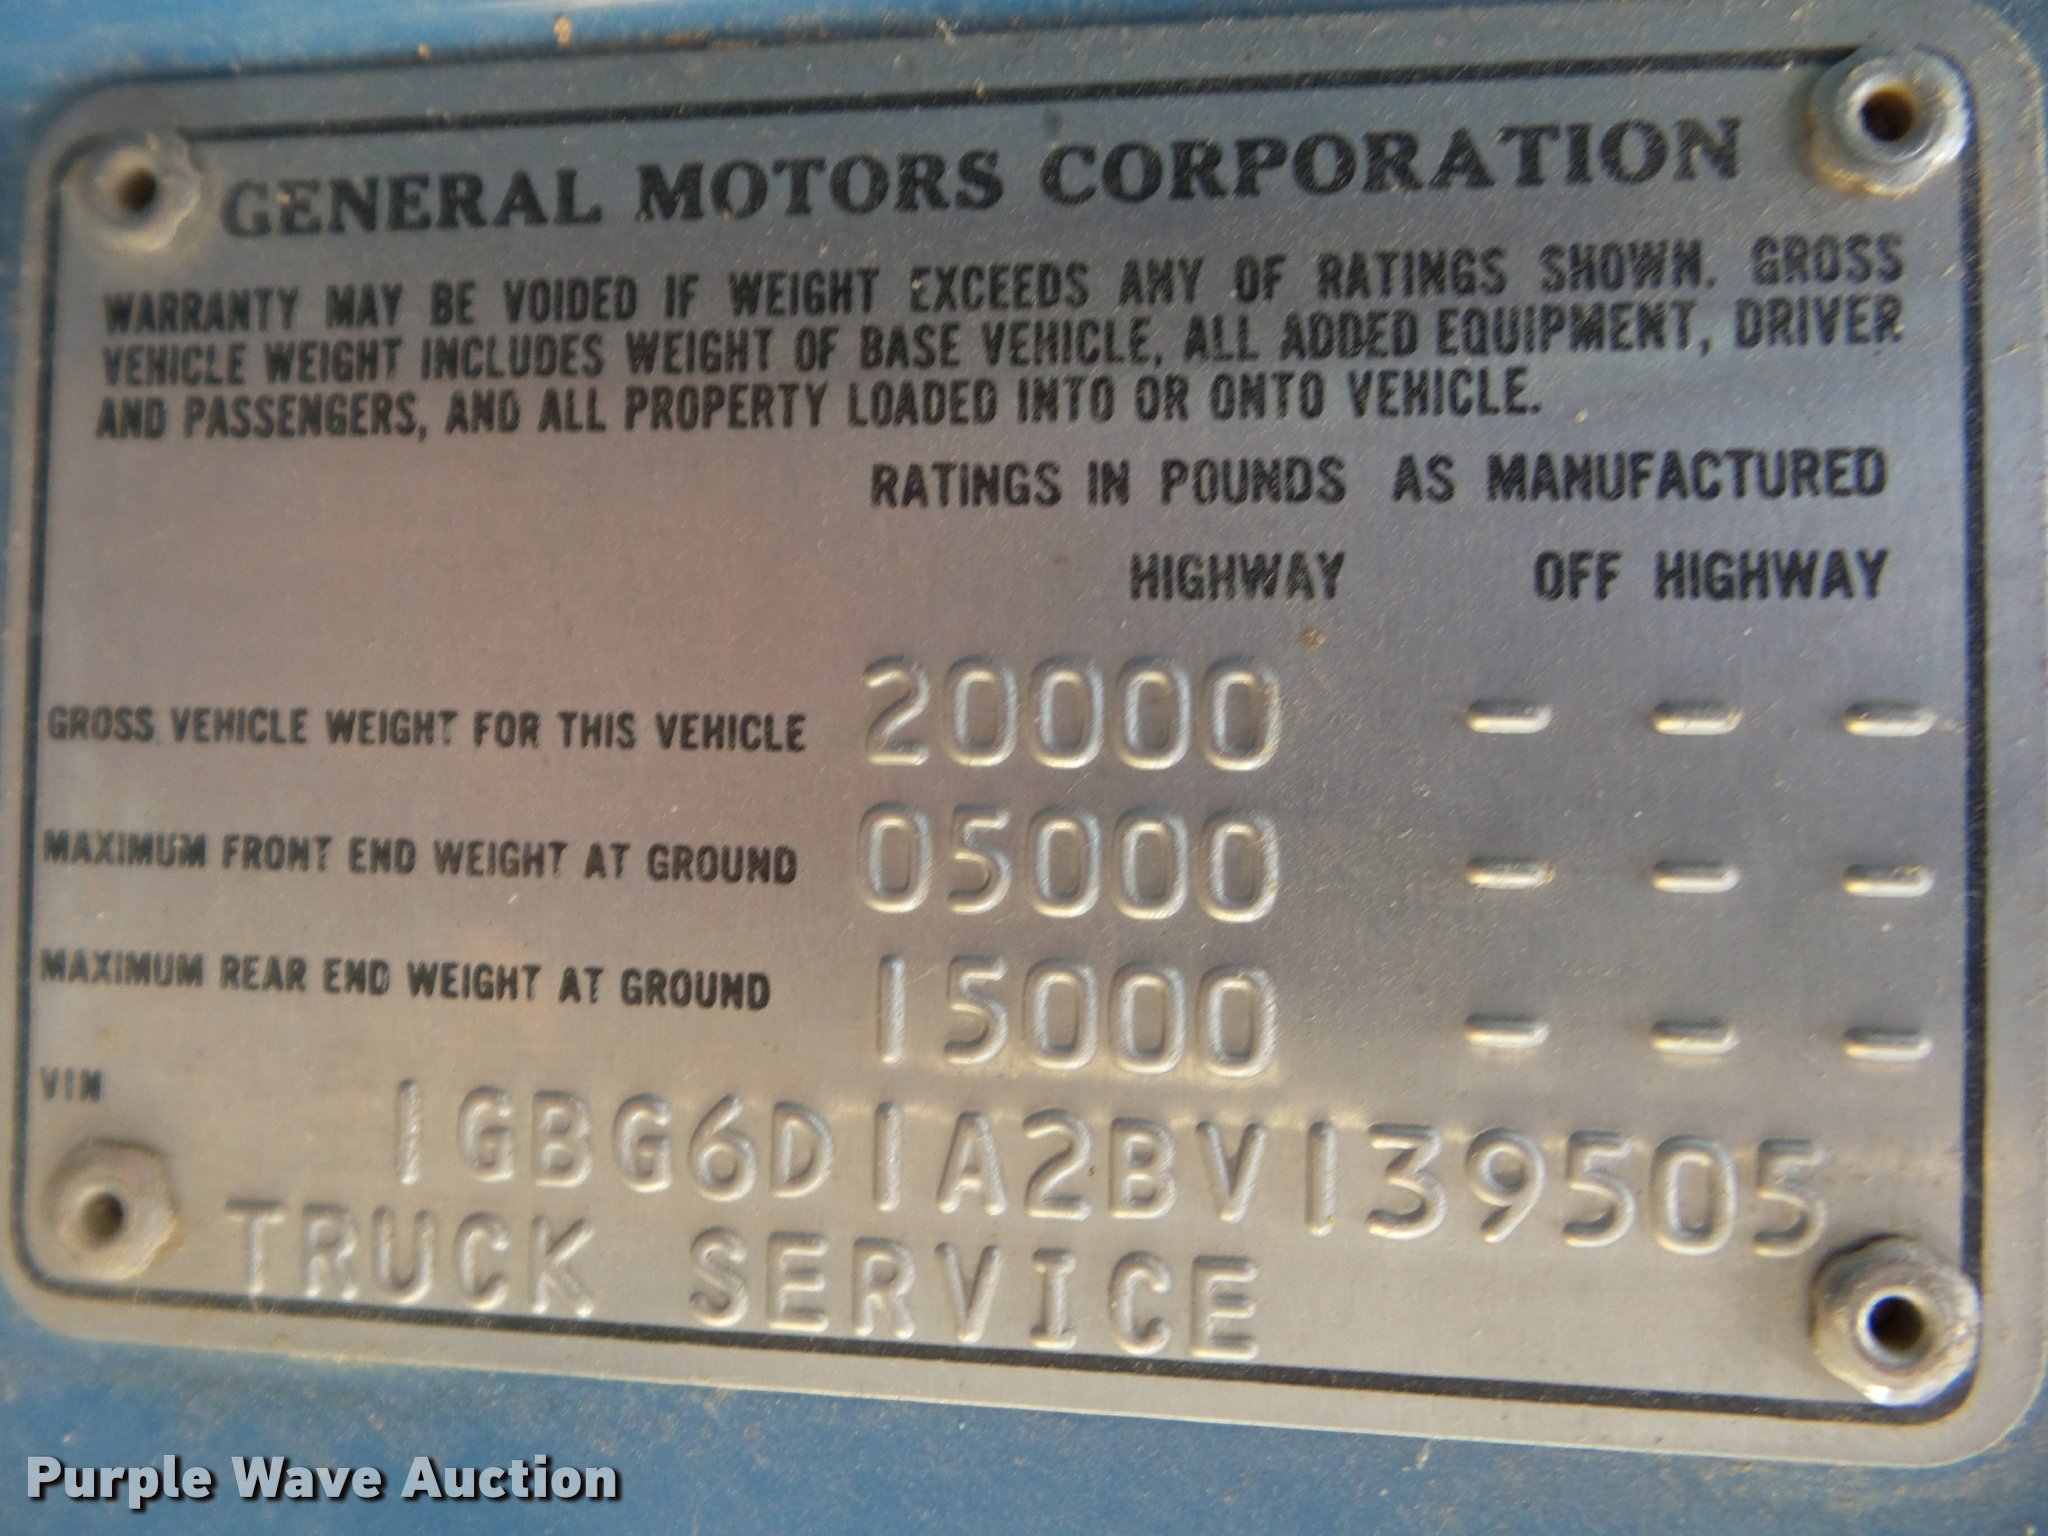 GENERAL MOTORS CORPORATION
WARRANTY MAY BE VOIDED IF WEIGHT EXCEEDS ANY OF RATINGS SHOWN. GROSS
VEHICLE WEIGHT INCLUDES WEIGHT OF BASE VEHICLE, ALL ADDED EQUIPMENT, DRIVER
AND PASSENGERS, AND ALL PROPERTY LOADED INTO OR ONTO VEHICLE.
RATINGS IN POUNDS AS MANUFACTURED
HIGHWAY OFF HIGHWAY
GROSS VEHICLE WEIGHT FOR THIS VEHICLE 20000 - - -
MAXIMUM FRONT END WEIGHT AT GROUND 05000 - - -
MAXIMUM REAR END WEIGHT AT GROUND 15000 - - -
VIN
1GBG6D1A2BV139505
TRUCK SERVICE
Purple Wave Auction